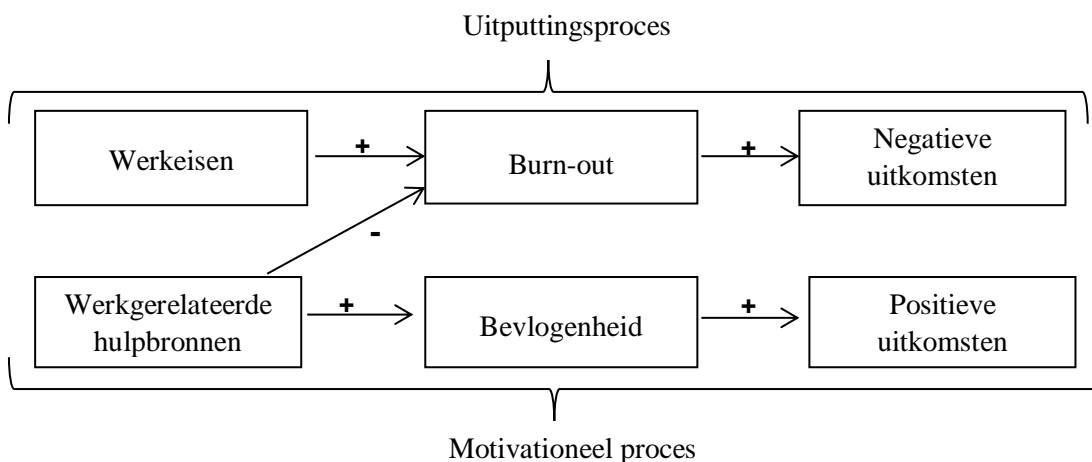 Uitputtingsproces
Werkeisen
+
Burn-out
+
Negatieve
uitkomsten
-
Werkgerelateerde
hulpbronnen
+
Bevlogenheid
+
Positieve
uitkomsten
Motivationeel proces